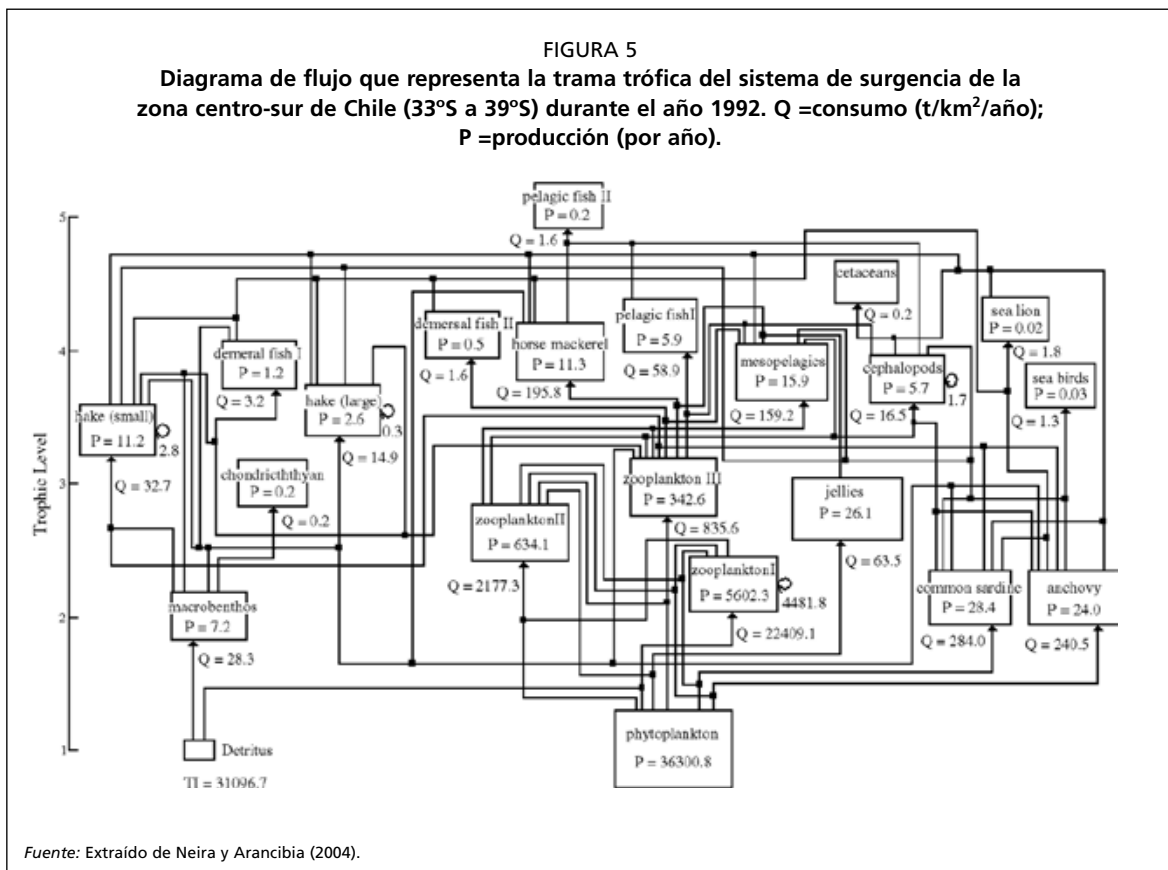 FIGURA 5
Diagrama de flujo que representa la trama trófica del sistema de surgencia de la
zona centro-sur de Chile (33ºS a 39ºS) durante el año 1992. Q =consumo (t/km²/año);
P =producción (por año).
pelagic fish II
P = 0.2
Q = 1.6
5
cetaceans
Q = 0.2
sea lion
P = 0.02
Q = 1.8
pelagic fish I
P = 5.9
Q = 58.9
demersal fish II
P = 0.5
Q = 1.6
horse mackerel
P = 11.3
Q = 195.8
4
demeral fish I
P = 1.2
Q = 3.2
mesopelagics
P = 15.9
Q = 159.2
cephalopods
P = 5.7
Q = 16.5
1.7
sea birds
P = 0.03
Q = 1.3
hake (small)
P = 11.2
2.8
Q = 32.7
hake (large)
P = 2.6
0.3
Q = 14.9
chondricththyan
P = 0.2
Q = 0.2
Trophic Level
3
zooplankton III
P = 342.6
Q = 835.6
jellies
P = 26.1
Q = 63.5
zooplanktonII
P = 634.1
Q = 2177.3
zooplanktonI
P = 5602.3
4481.8
Q = 22409.1
common sardine
P = 28.4
Q = 284.0
anchovy
P = 24.0
Q = 240.5
macrobenthos
P = 7.2
Q = 28.3
2
phytoplankton
P = 36300.8
1
Detritus
TI = 31096.7
Fuente: Extraído de Neira y Arancibia (2004).